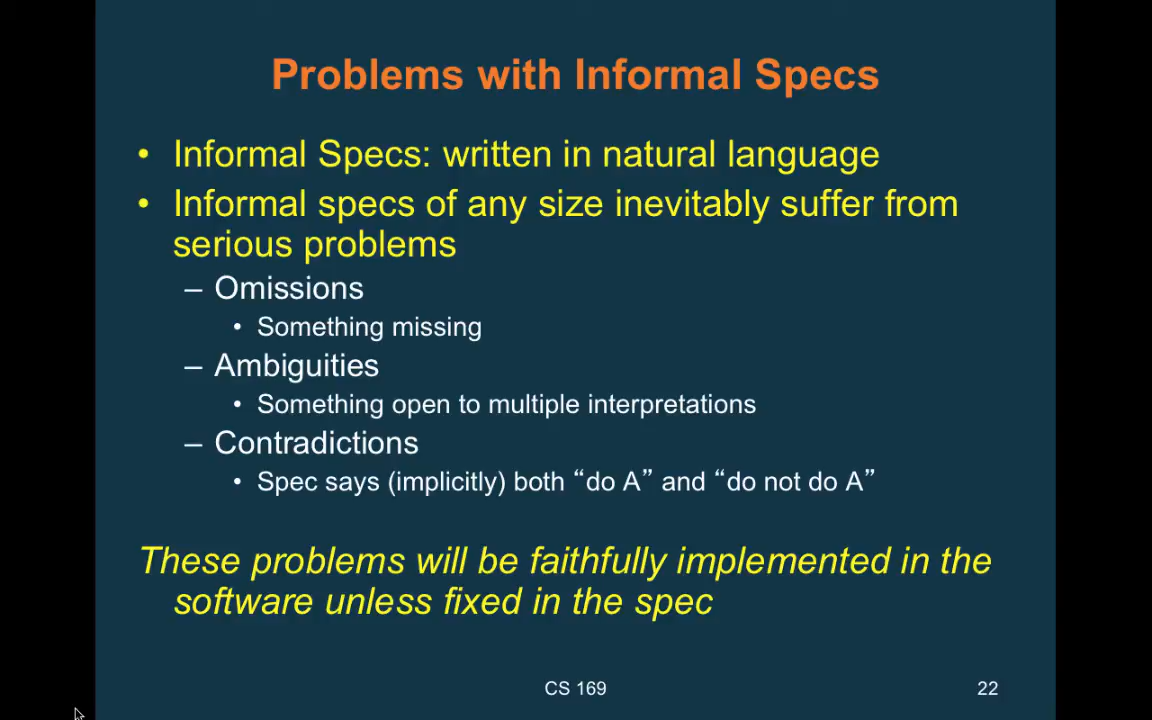 Problems with Informal Specs
• Informal Specs: written in natural language
• Informal specs of any size inevitably suffer from
serious problems
– Omissions
• Something missing
– Ambiguities
• Something open to multiple interpretations
– Contradictions
• Spec says (implicitly) both “do A” and “do not do A”
These problems will be faithfully implemented in the
software unless fixed in the spec
CS 169
22